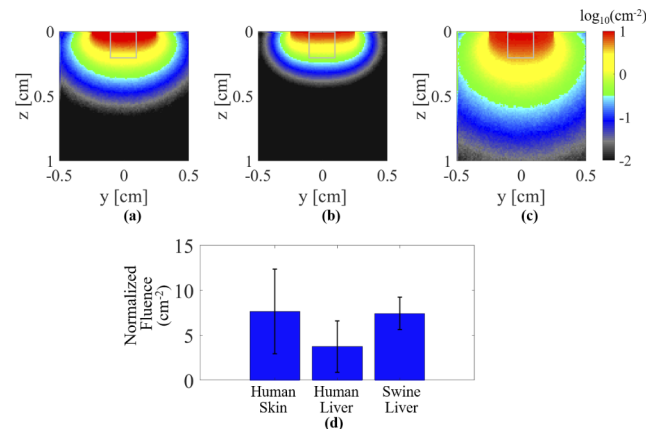 log10(cm-2)
0
z [cm]
0.5
1
-0.5
0
0.5
y [cm]
(a)
0
z [cm]
0.5
1
-0.5
0
0.5
y [cm]
(b)
0
z [cm]
0.5
1
-0.5
0
0.5
y [cm]
(c)
1
0
-1
-2
15
10
5
0
Normalized
Fluence
(cm-2)
Human
Skin
Human
Liver
Swine
Liver
(d)